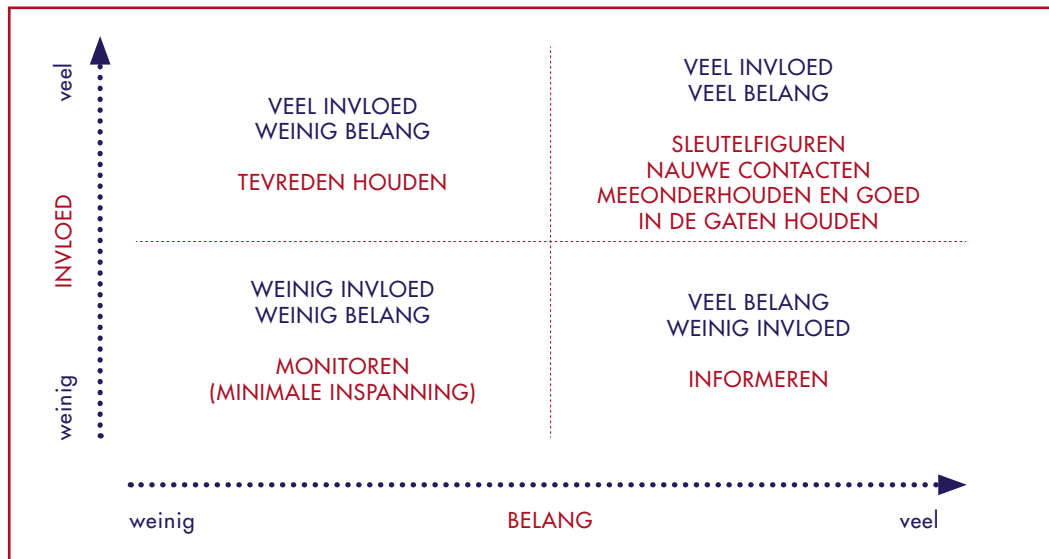 veel
INVLOED
weinig
VEEL INVLOED
WEINIG BELANG
TEVREDEN HOUDEN
VEEL INVLOED
VEEL BELANG
SLEUTELFIGUREN
NAUWE CONTACTEN
MEEONDERHOUDEN EN GOED
IN DE GATEN HOUDEN
WEINIG INVLOED
WEINIG BELANG
MONITOREN
(MINIMALE INSPANNING)
VEEL BELANG
WEINIG INVLOED
INFORMEREN
weinig
BELANG
veel